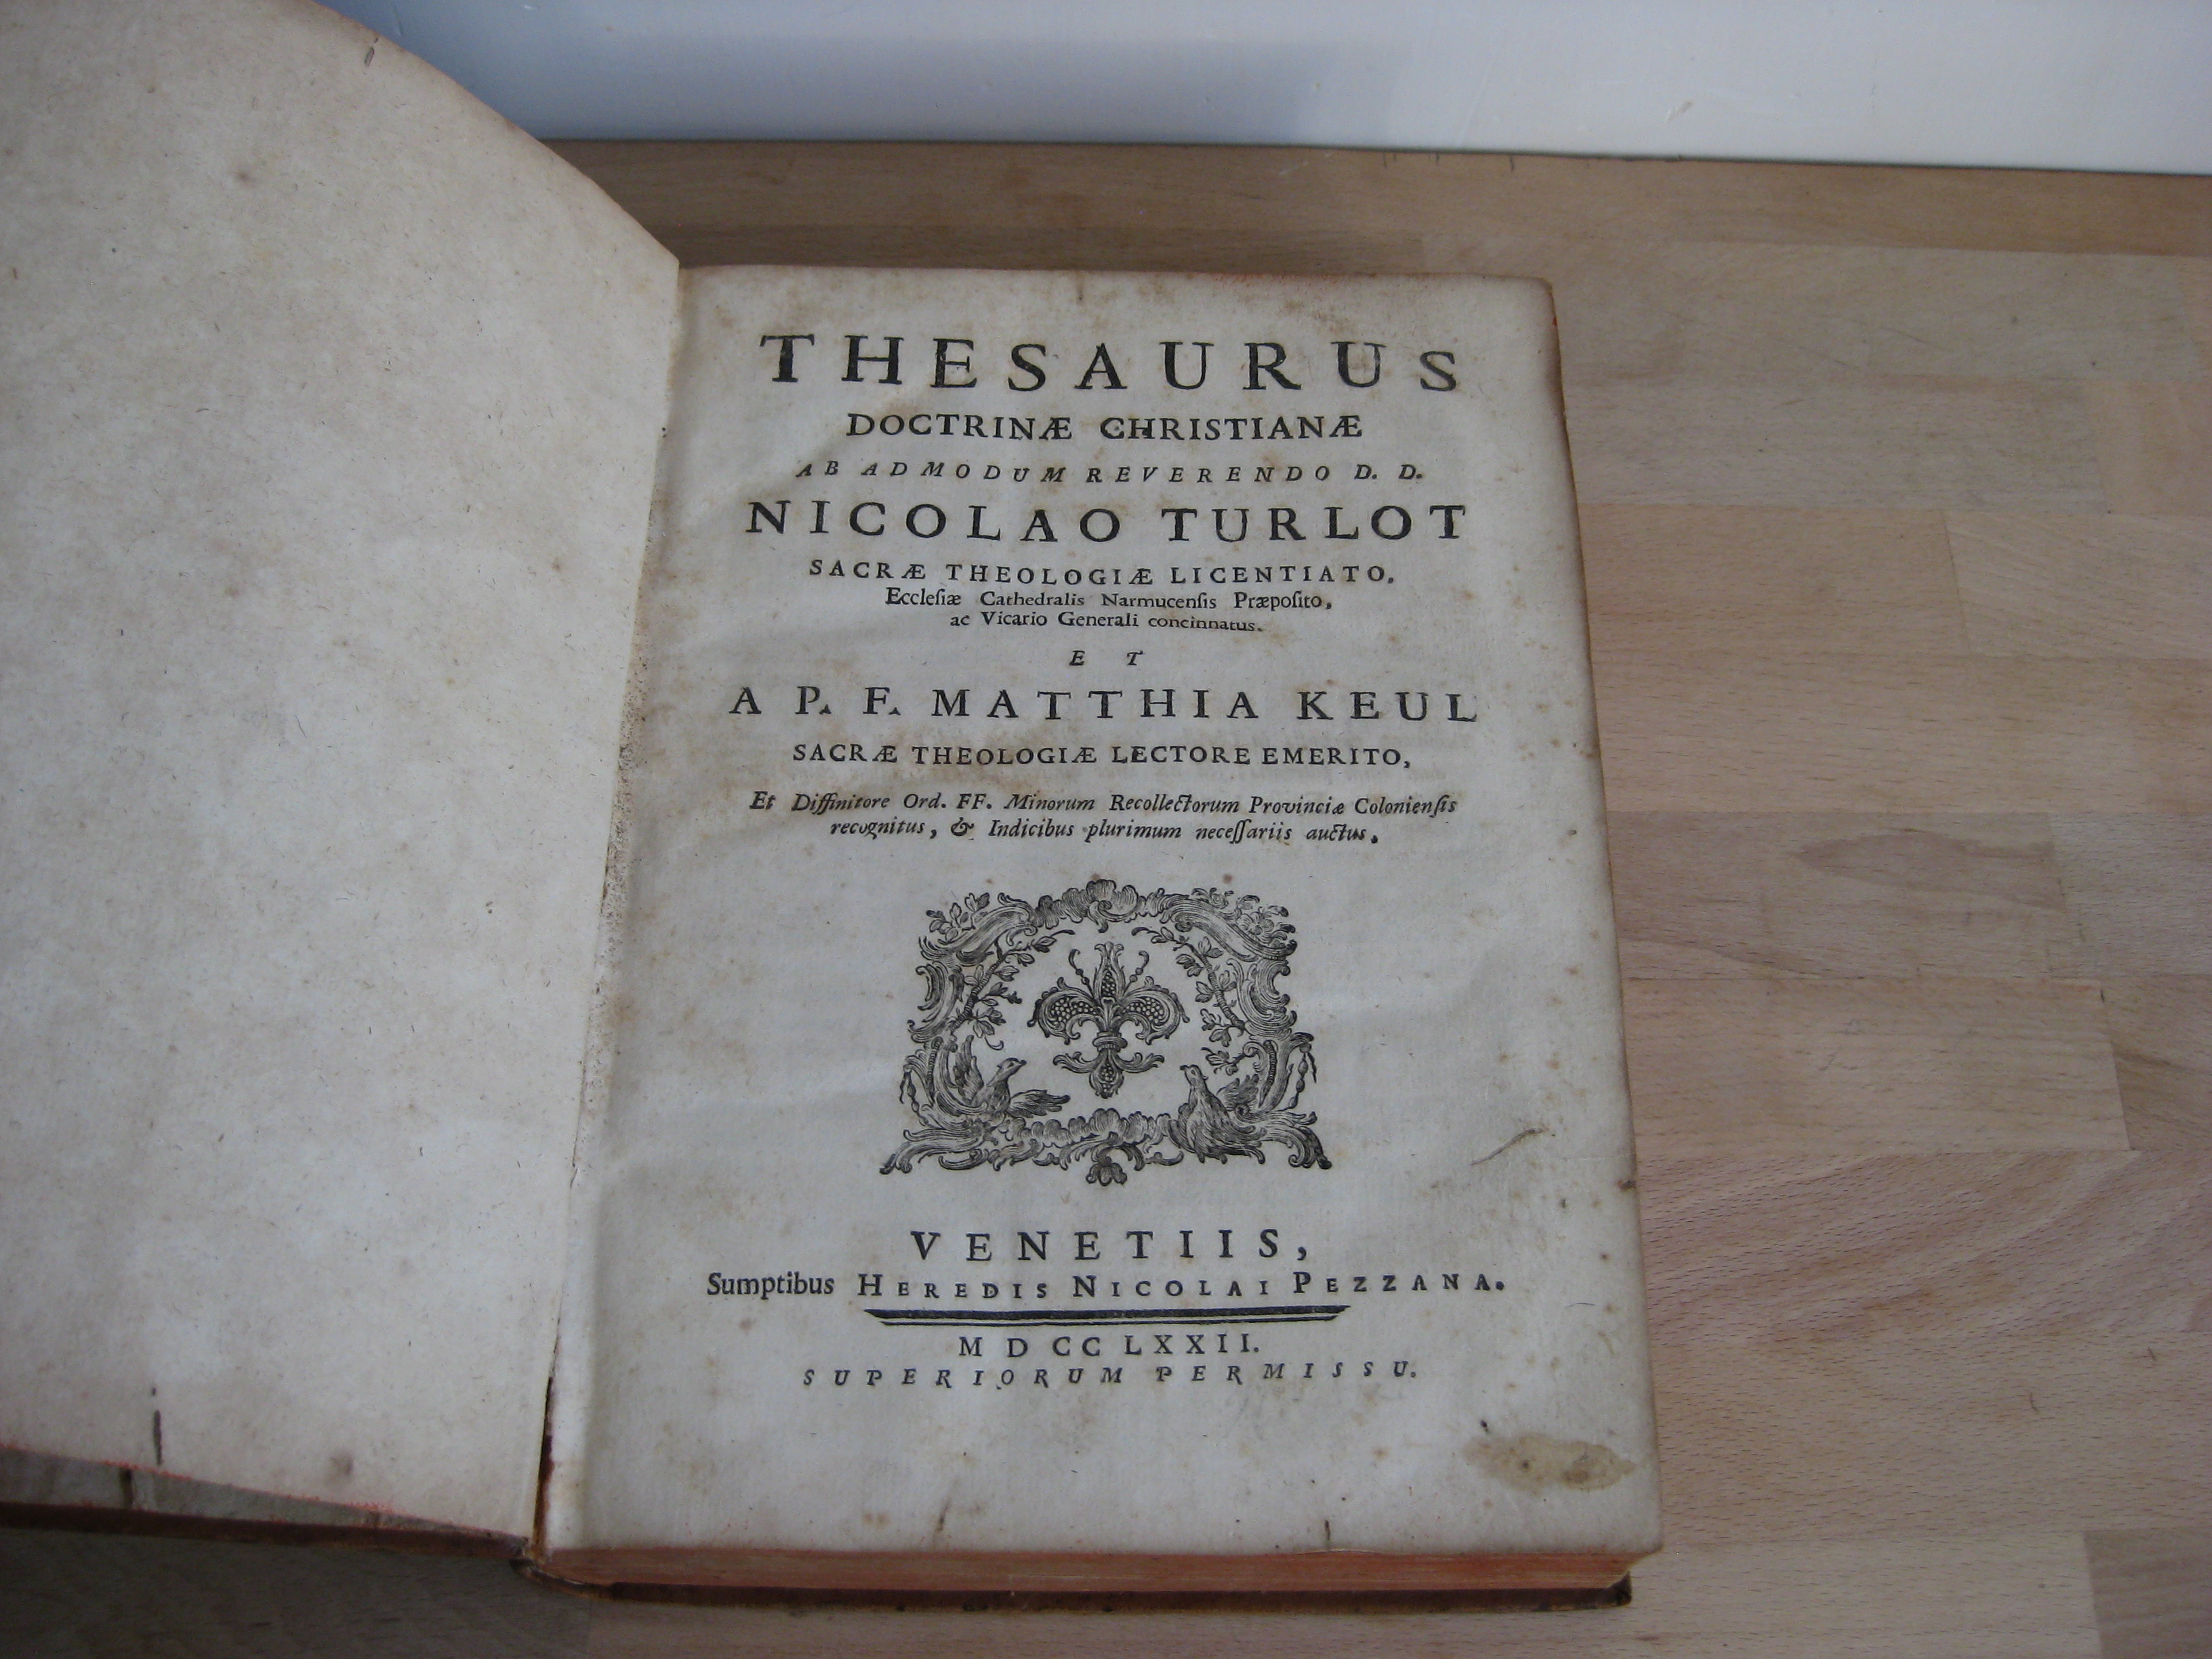 THESAURUS
DOCTRINÆ CHRISTIANÆ
AB ADMODUM REVERENDO D. D.
NICOLAO TURLOT
SACRÆ THEOLOGIÆ LICENTIATO.
Eccleſiæ Cathedralis Narmucenſis Præpoſito,
ac Vicario Generali concinnatus.
ET
A P. F. MATTHIA KEUL
SACRÆ THEOLOGIÆ LECTORE EMERITO,
Et Diffinitore Ord. FF. Minorum Recollectorum Provinciæ Colonienſis
recognitus, & Indicibus plurimum neceſſariis auctus.
VENETIIS,
Sumptibus HEREDIS NICOLAI PEZZANA.
MDCCLXXII.
SUPERIORUM PERMISSU.